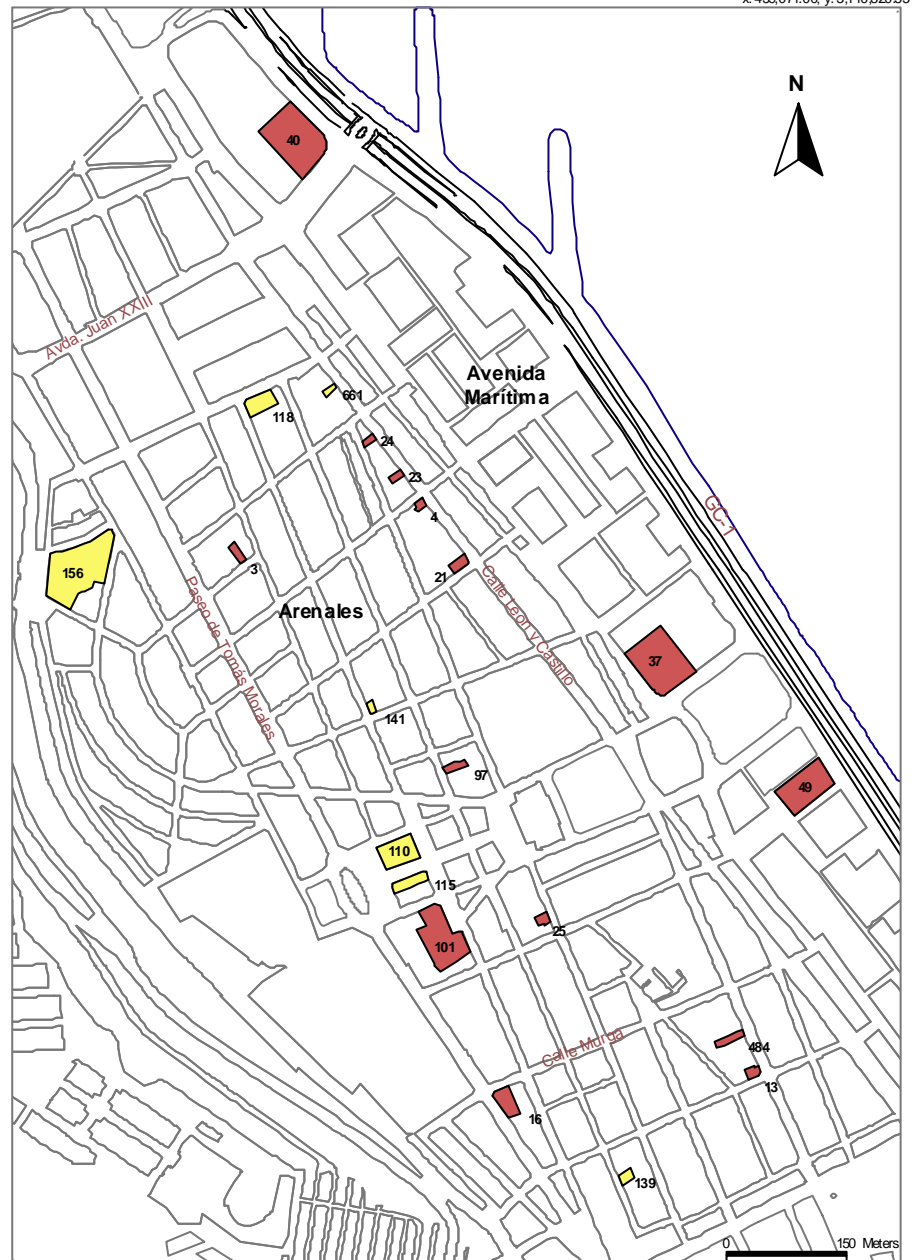 N
40
Avda. Juan XXIII
Avenida
Marítima
661
118
24
23
GC-1
4
3
156
21
Calle León y Castillo
Paseo de Tomás Morales
Arenales
37
141
97
49
110
115
25
101
Calle Murga
484
13
16
139
0 150 Meters